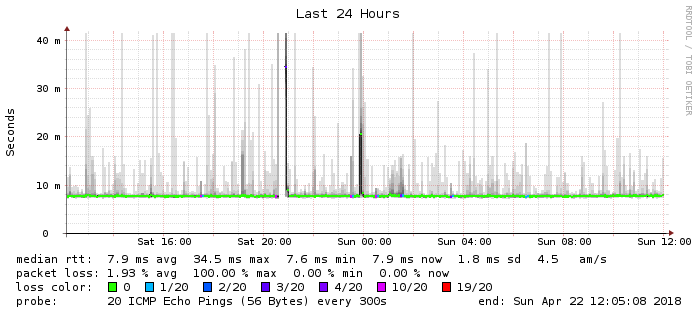 Last 24 Hours
RRDTOOL / TOBI OETIKER
Seconds
40 m
30 m
20 m
10 m
0
Sat 16:00 Sat 20:00 Sun 00:00 Sun 04:00 Sun 08:00 Sun 12:00
median rtt: 7.9 ms avg 34.5 ms max 7.6 ms min 7.9 ms now 1.8 ms sd 4.5 am/s
packet loss: 1.93 % avg 100.00 % max 0.00 % min 0.00 % now
loss color: 0 1/20 2/20 3/20 4/20 10/20 19/20
probe: 20 ICMP Echo Pings (56 Bytes) every 300s end: Sun Apr 22 12:05:08 2018